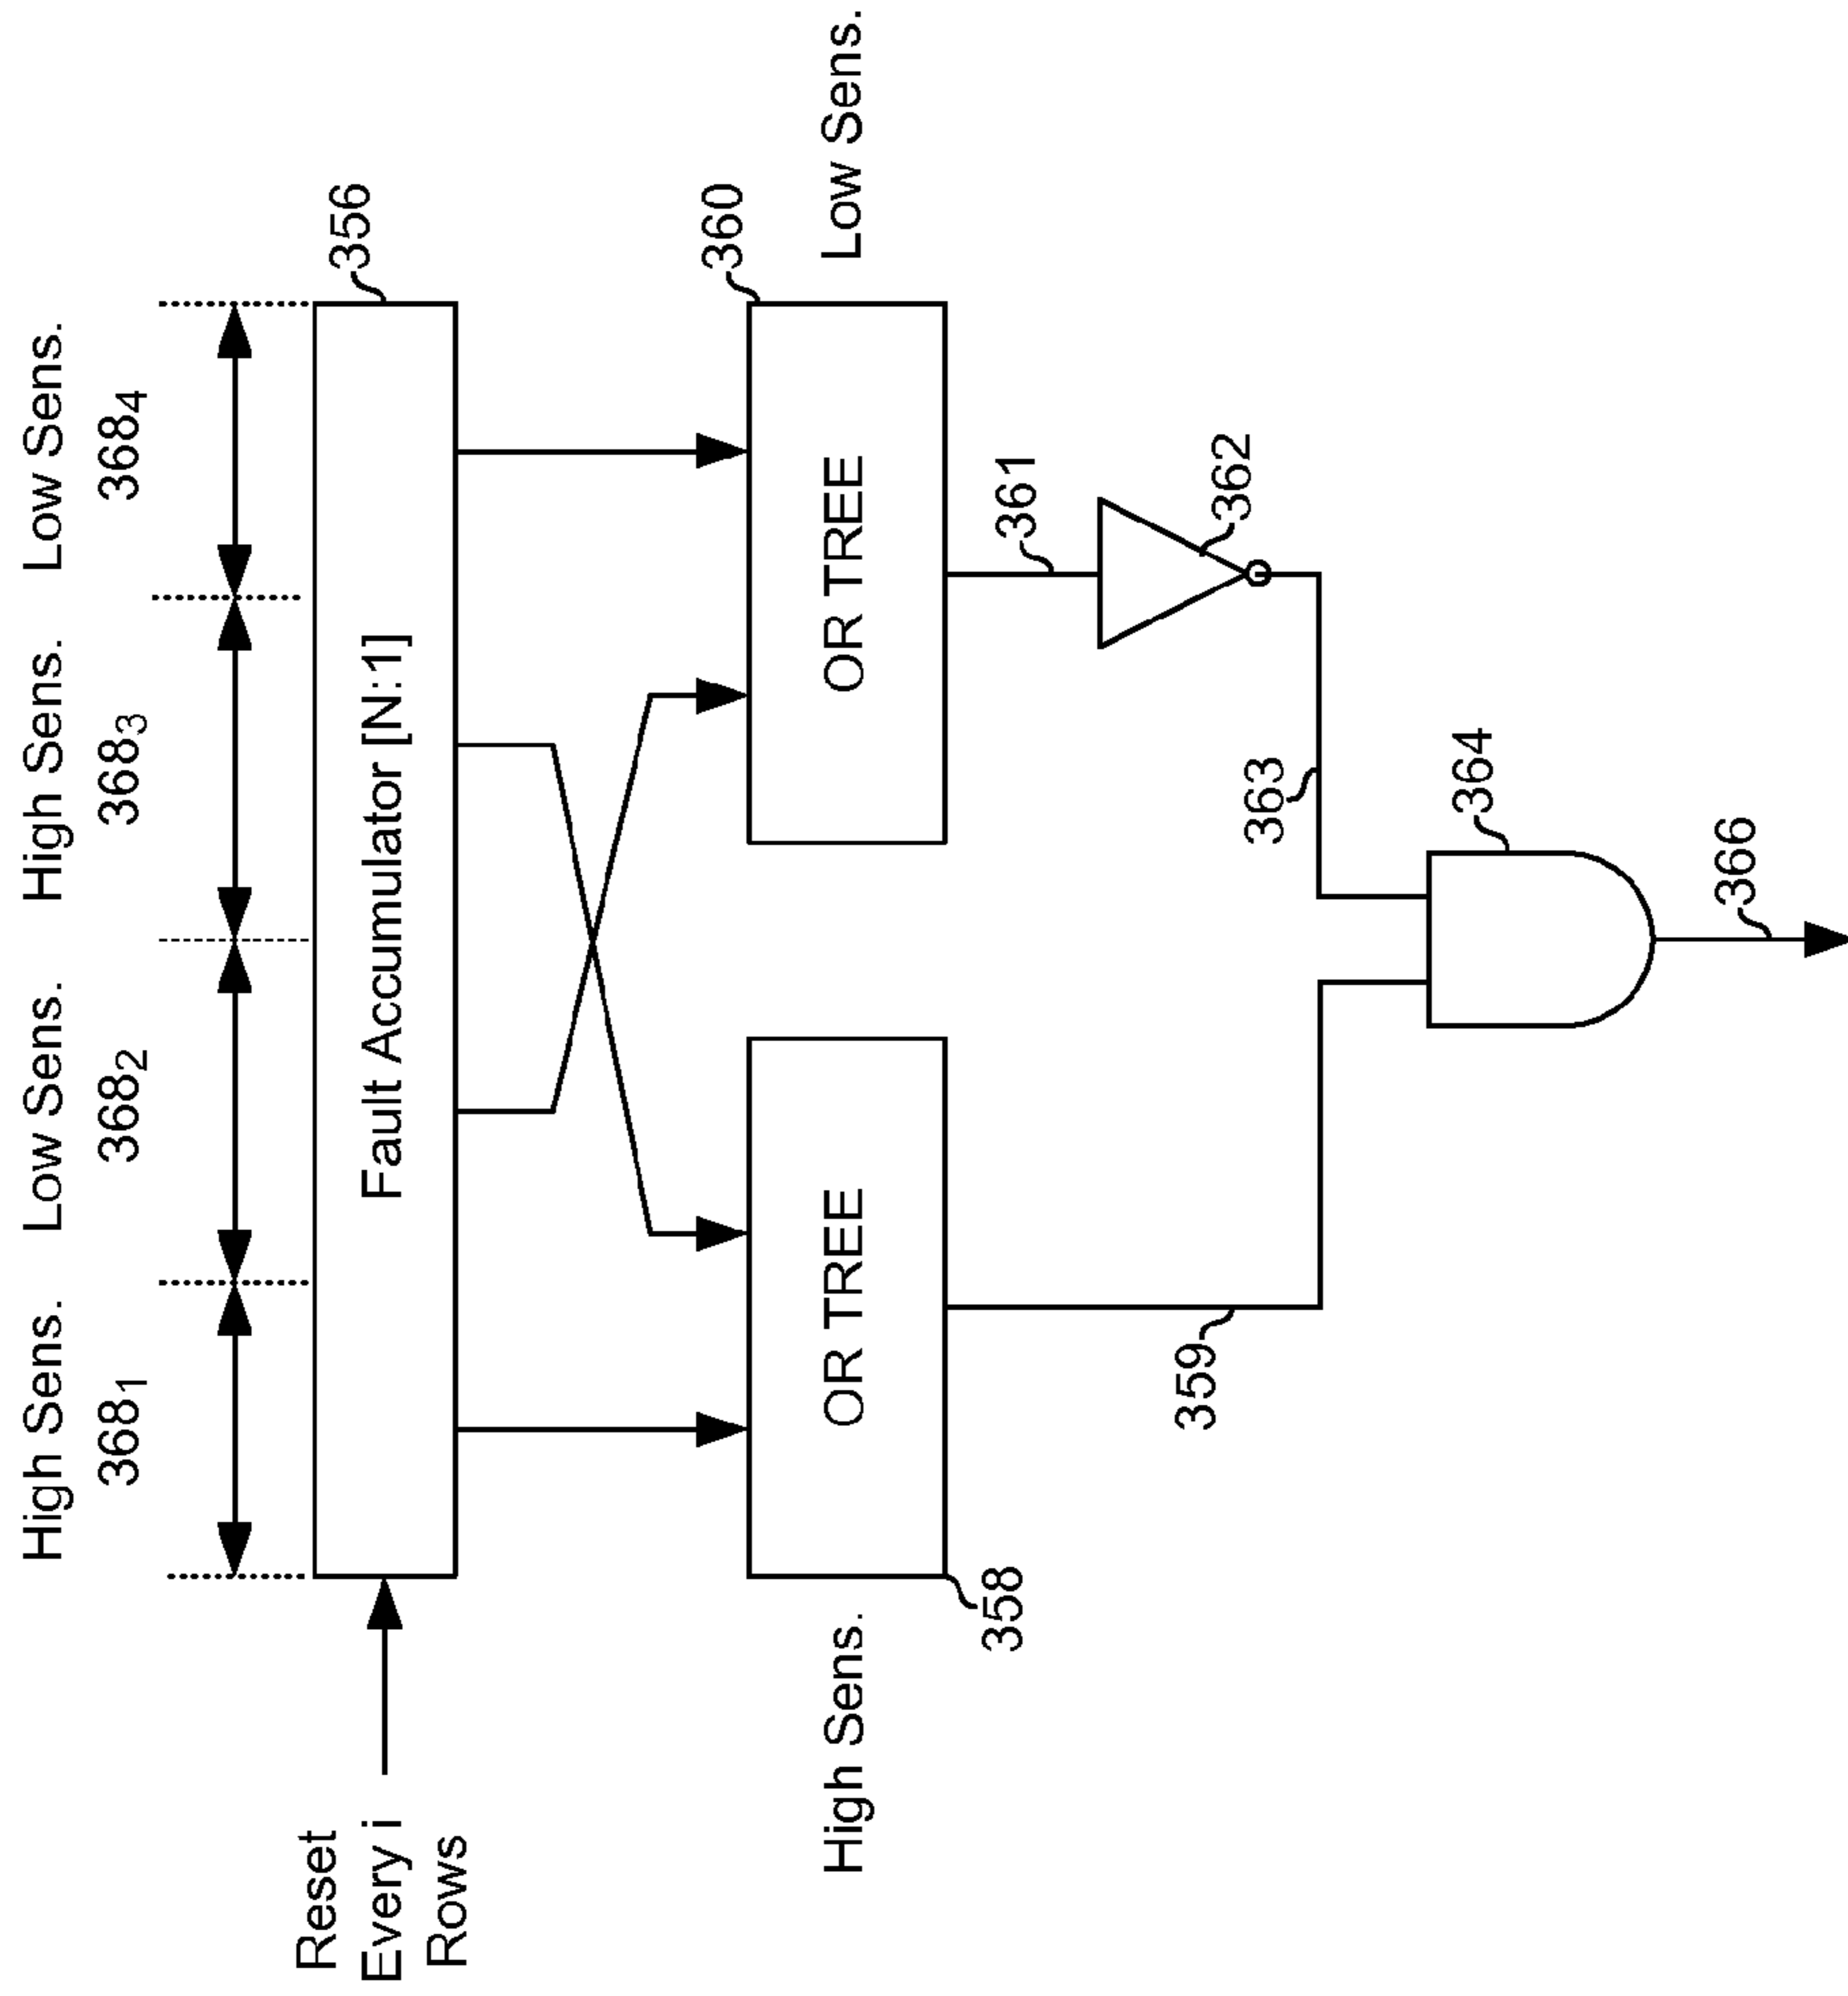 High Sens. Low Sens. High Sens. Low Sens.
368₁ 368₂ 368₃ 368₄
Reset
Every i
Rows
Fault Accumulator [N:1]
356
360
High Sens.
OR TREE
OR TREE
Low Sens.
358
361
359
362
363
364
366